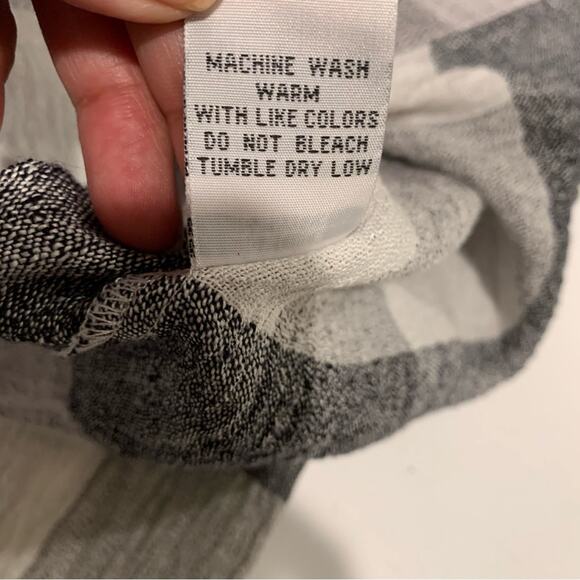 MACHINE WASH
WARM
WITH LIKE COLORS
DO NOT BLEACH
TUMBLE DRY LOW